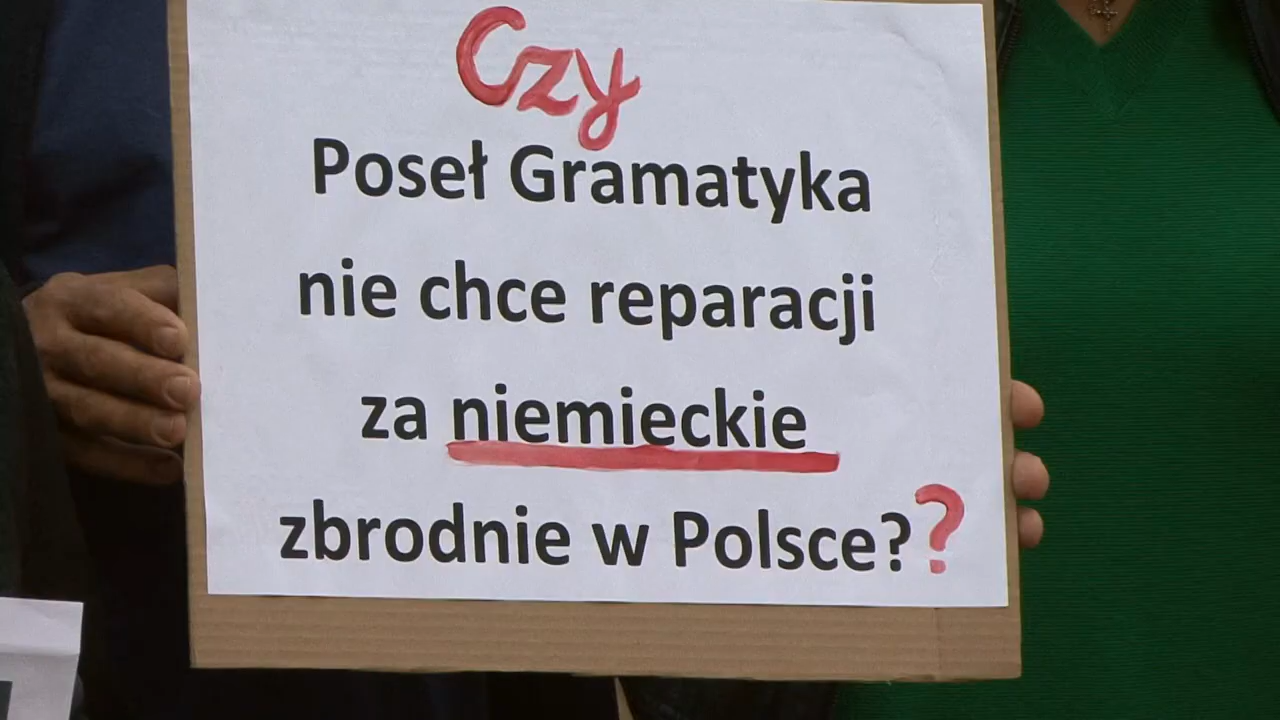 Czy
Poseł Gramatyka
nie chce reparacji
za niemieckie
zbrodnie w Polsce??